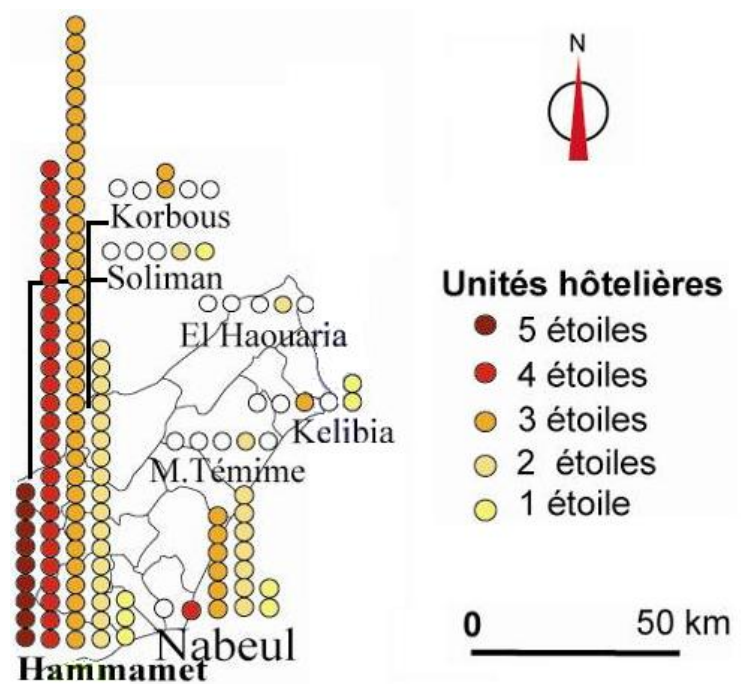 N
Korbous
Soliman
El Haouaria
Kelibia
M.Témime
Nabeul
Hammamet
Unités hôtelières
5 étoiles
4 étoiles
3 étoiles
2 étoiles
1 étoile
0 50 km